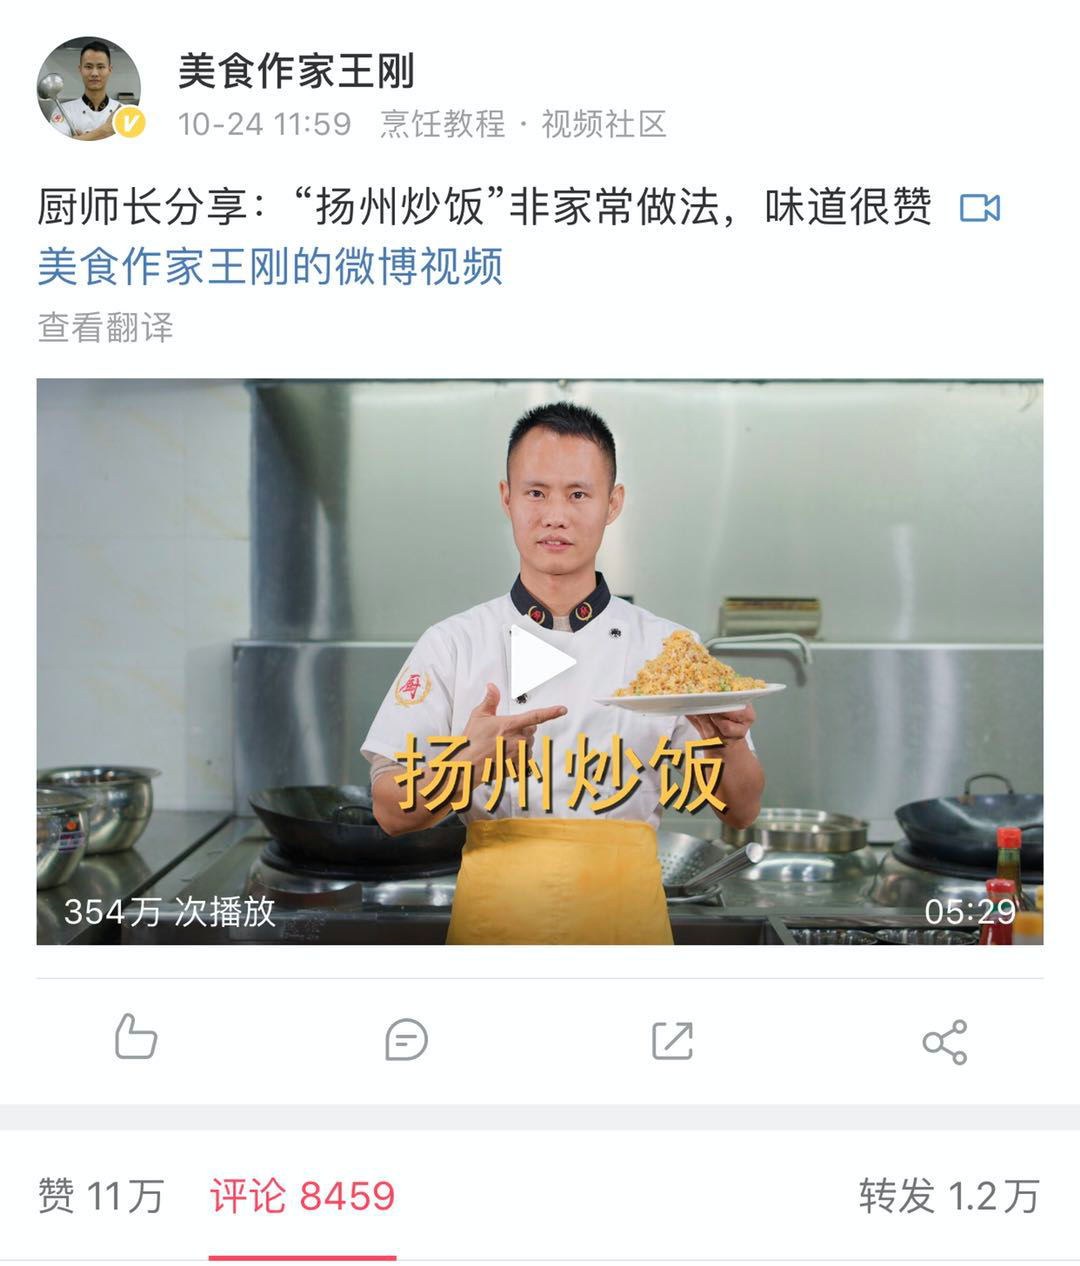 美食作家王刚
10-24 11:59 烹饪教程 · 视频社区
厨师长分享：“扬州炒饭”非家常做法，味道很赞
美食作家王刚的微博视频
查看翻译
厨
扬州炒饭
354万 次播放
05:29
赞 11万
评论 8459
转发 1.2万